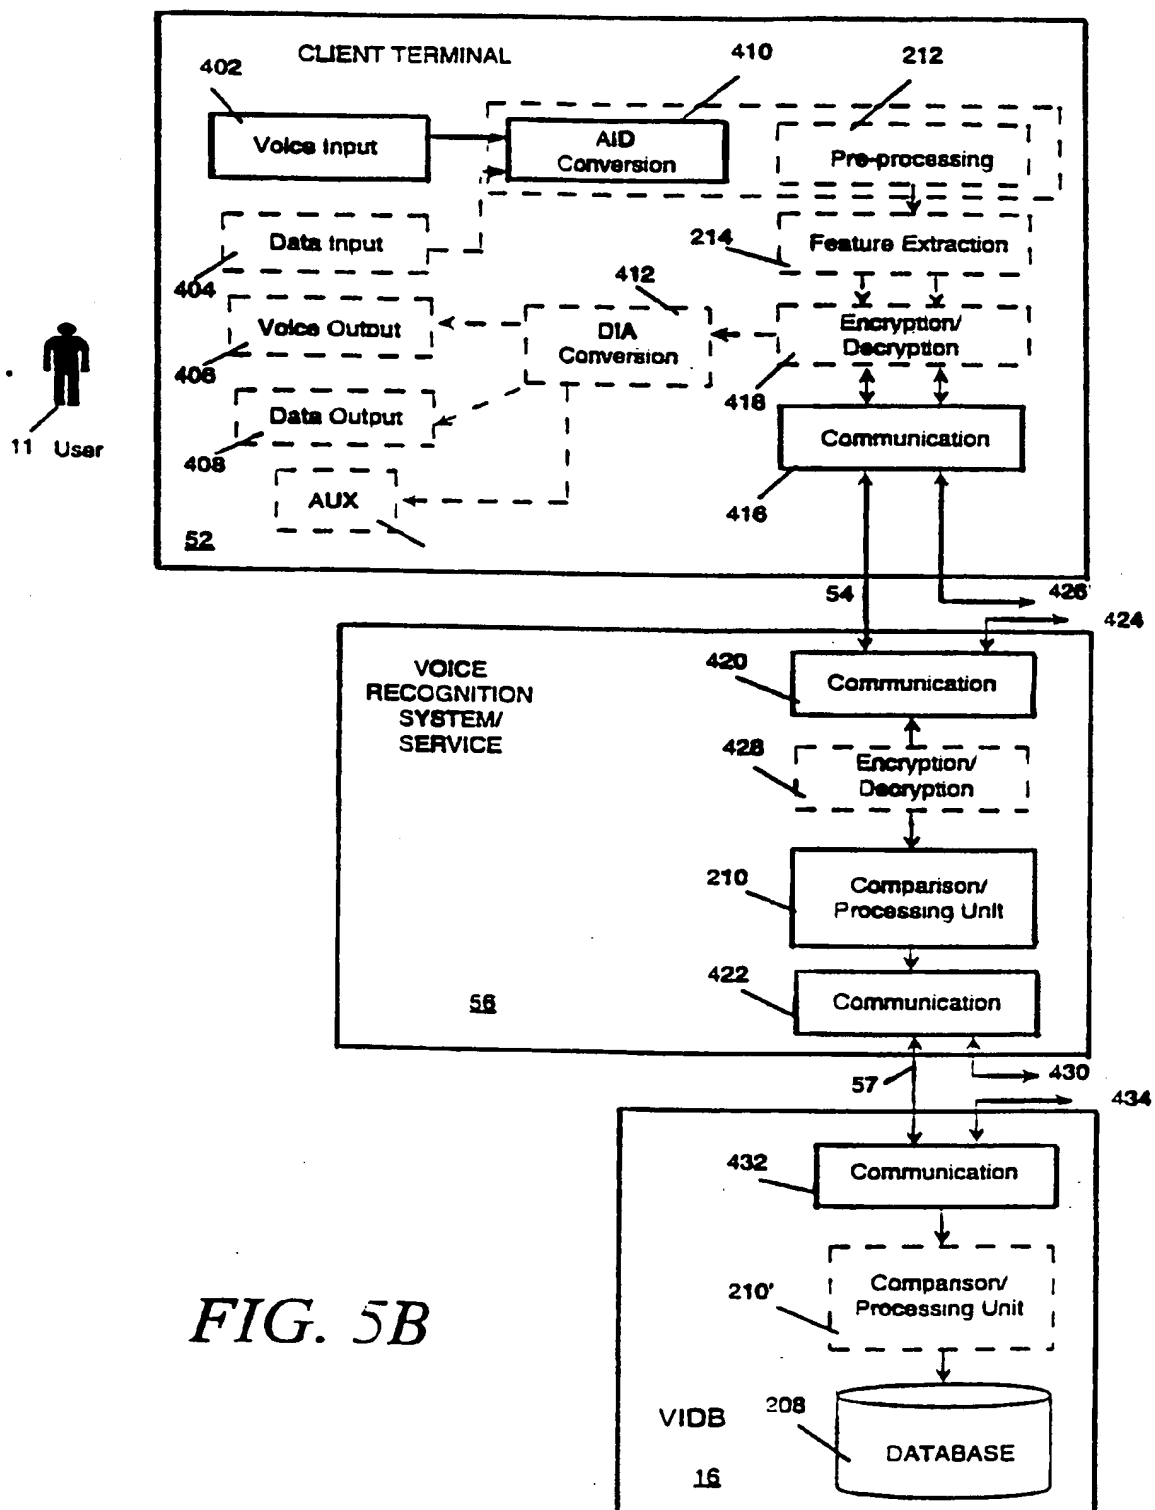 CLIENT TERMINAL
402
410
212
Voice Input
AID
Conversion
Pre-processing
Data Input
404
214
Feature Extraction
412
Voice Output
406
DIA
Conversion
Encryption/
Decryption
418
11 User
Data Output
408
Communication
416
AUX
52
54
426
424
VOICE
RECOGNITION
SYSTEM/
SERVICE
420
Communication
428
Encryption/
Decryption
210
Comparison/
Processing Unit
422
Communication
56
57
430
434
432
Communication
210'
Comparison/
Processing Unit
FIG. 5B
VIDB
208
DATABASE
16